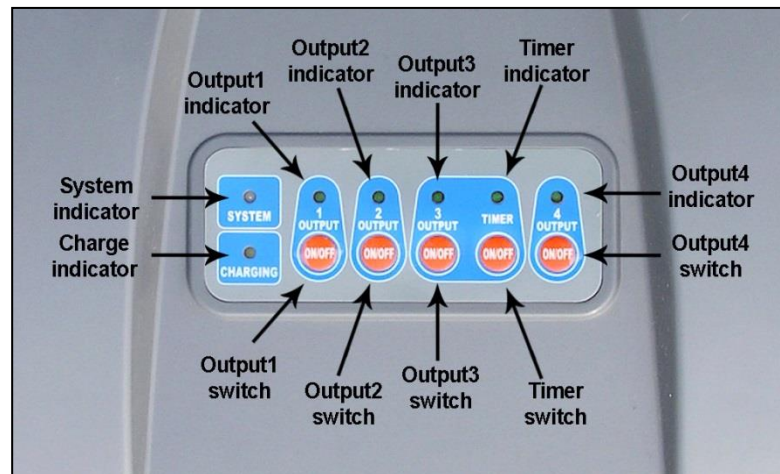 Output2
indicator
Timer
indicator
Output1
indicator
Output3
indicator
System
indicator
Output4
indicator
Charge
indicator
Output4
switch
SYSTEM
CHARGING
1
OUTPUT
ON/OFF
2
OUTPUT
ON/OFF
3
OUTPUT
ON/OFF
TIMER
ON/OFF
4
OUTPUT
ON/OFF
Output1
switch
Output2
switch
Output3
switch
Timer
switch